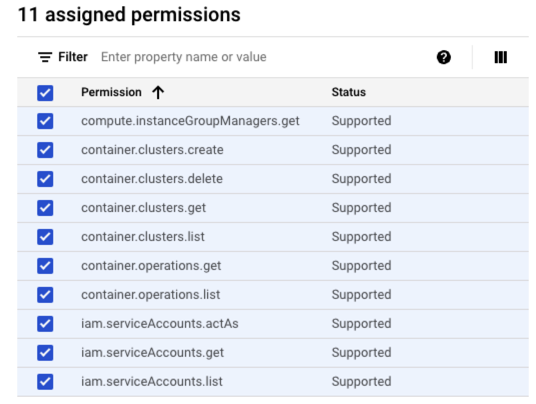 11 assigned permissions
Filter Enter property name or value
Permission Status
compute.instanceGroupManagers.get Supported
container.clusters.create Supported
container.clusters.delete Supported
container.clusters.get Supported
container.clusters.list Supported
container.operations.get Supported
container.operations.list Supported
iam.serviceAccounts.actAs Supported
iam.serviceAccounts.get Supported
iam.serviceAccounts.list Supported